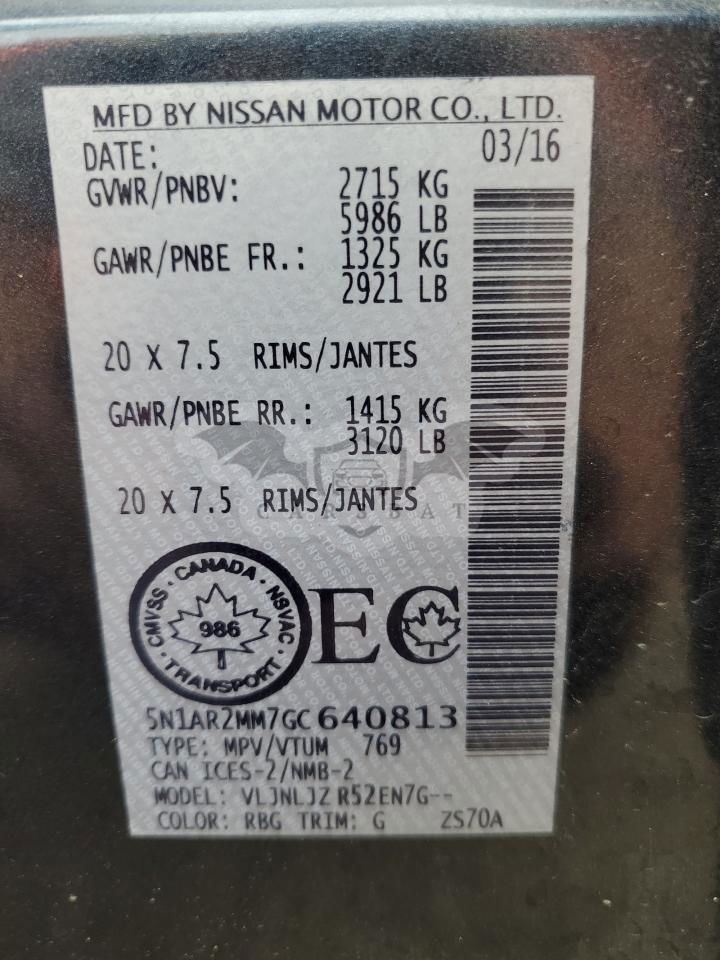 MFD BY NISSAN MOTOR CO., LTD.
DATE: 03/16
GVWR/PNBV: 2715 KG
5986 LB
GAWR/PNBE FR.: 1325 KG
2921 LB
20 X 7.5 RIMS/JANTES
GAWR/PNBE RR.: 1415 KG
3120 LB
20 X 7.5 RIMS/JANTES
CANADA
CMVSS
NSVAC
986
TRANSPORT
EC
5N1AR2MM7GC640813
TYPE: MPV/VTUM 769
CAN ICES-2/NMB-2
MODEL: VLJNLJZ R52EN7G--
COLOR: RBG TRIM: G ZS70A